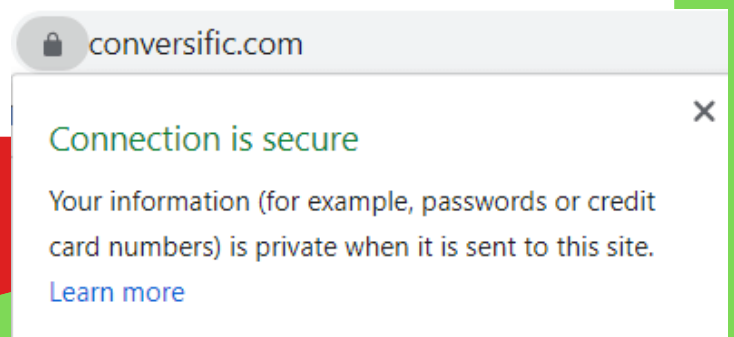 conversific.com
Connection is secure
Your information (for example, passwords or credit
card numbers) is private when it is sent to this site.
Learn more